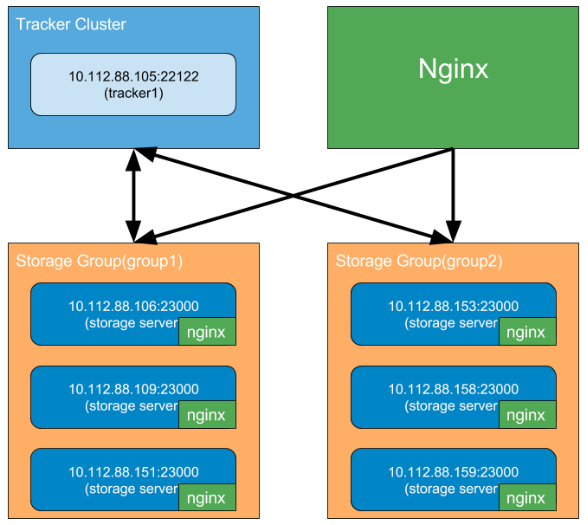 Tracker Cluster
10.112.88.105:22122
(tracker1)
Nginx
Storage Group(group1)
10.112.88.106:23000
(storage server
nginx
10.112.88.109:23000
(storage server
nginx
10.112.88.151:23000
(storage server
nginx
Storage Group(group2)
10.112.88.153:23000
(storage server
nginx
10.112.88.158:23000
(storage server
nginx
10.112.88.159:23000
(storage server
nginx